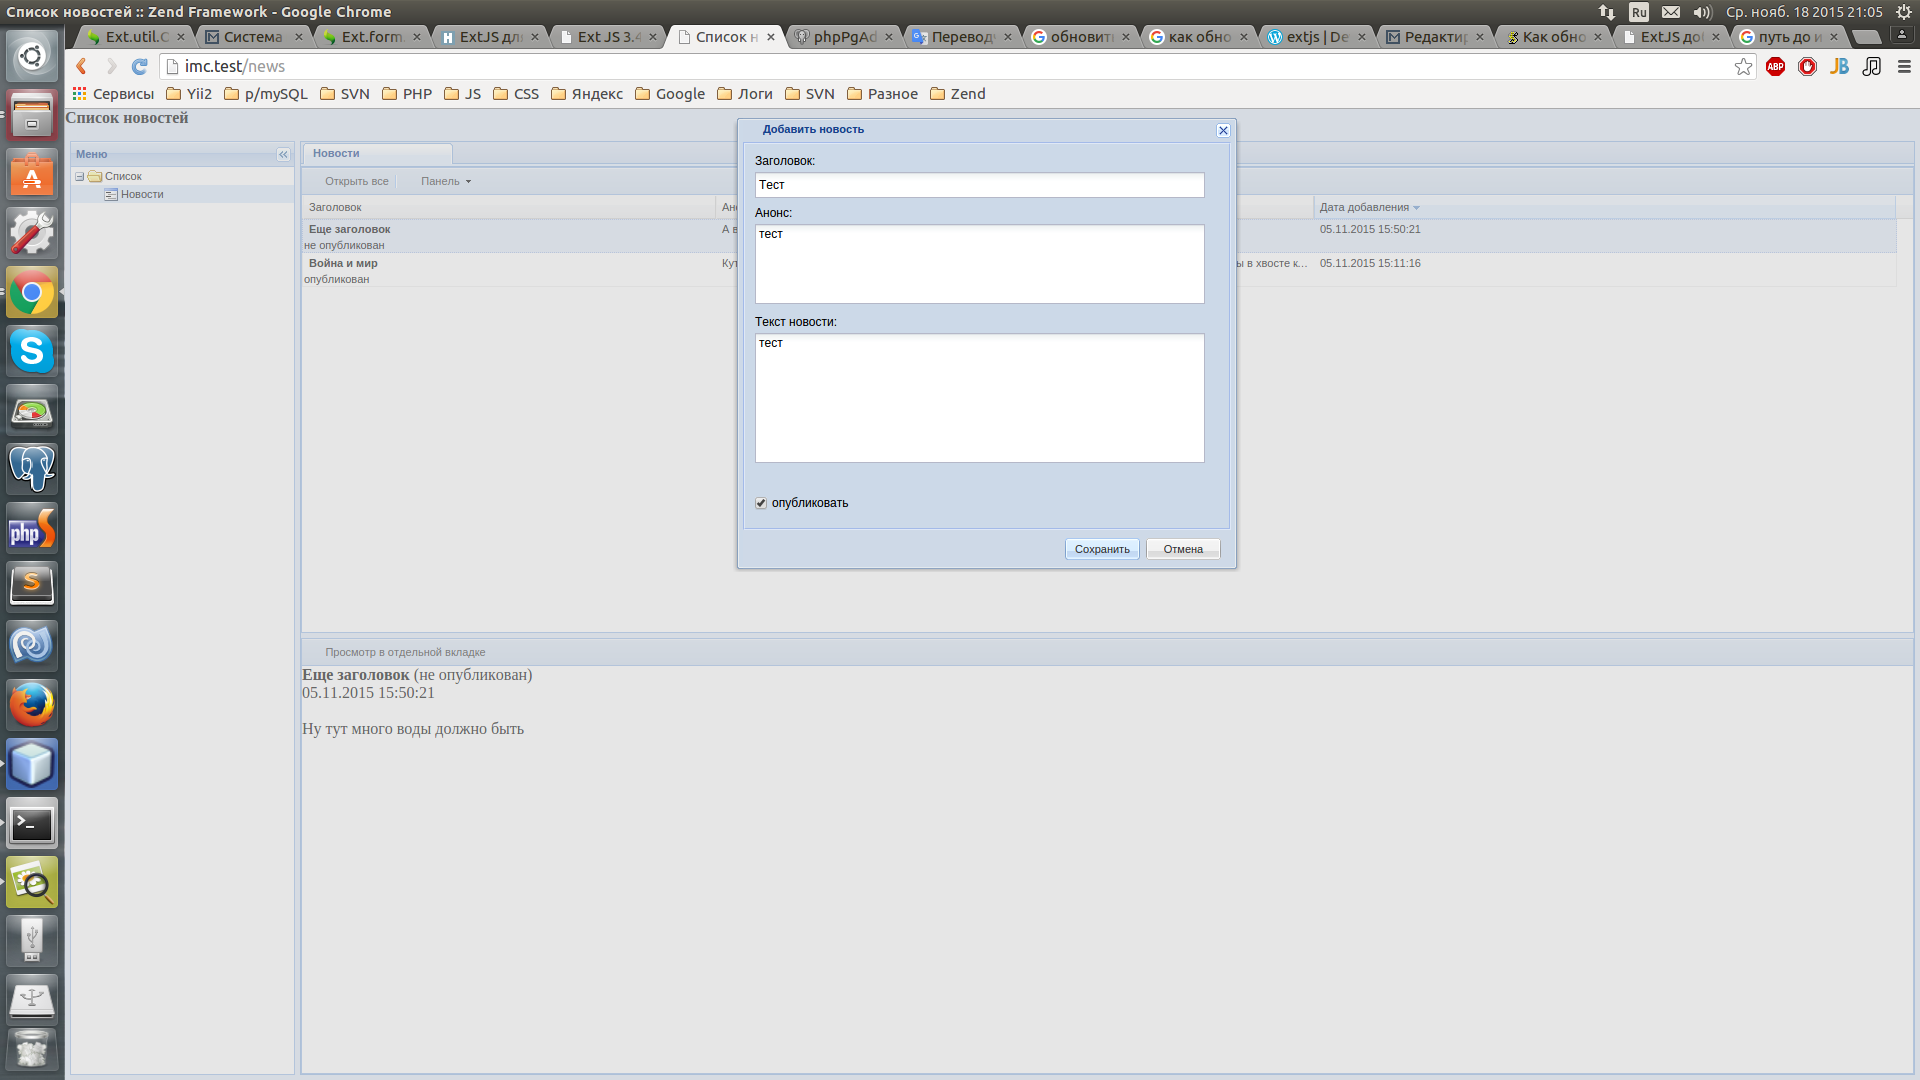 Список новостей :: Zend Framework - Google Chrome
Ru
Ср. нояб. 18 2015 21:05
Ext.util.C
Система
Ext.form.
ExtJS дл
Ext JS 3.4
Список н
phpPgAd
Перевод
обновит
как обно
extjs | De
Редактир
Как обно
ExtJS до
путь до и
imc.test/news
ABP
JB
Сервисы
Yii2
p/mySQL
SVN
PHP
JS
CSS
Яндекс
Google
Логи
SVN
Разное
Zend
Список новостей
Меню
Список
Новости
Новости
Открыть все
Панель
Заголовок
Ан
Дата добавления
Еще заголовок
А в
05.11.2015 15:50:21
не опубликован
Война и мир
Кут
ы в хвосте к...
05.11.2015 15:11:16
опубликован
Добавить новость
Заголовок:
Тест
Анонс:
тест
Текст новости:
тест
опубликовать
Сохранить
Отмена
Просмотр в отдельной вкладке
Еще заголовок (не опубликован)
05.11.2015 15:50:21
Ну тут много воды должно быть
php